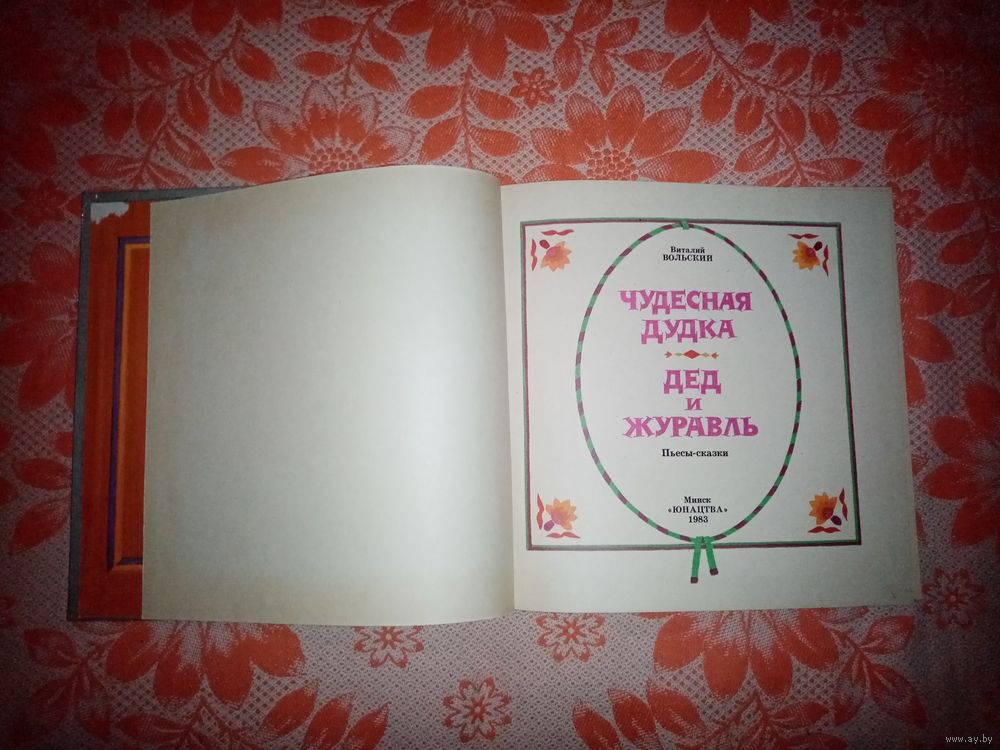 Виталий
ВОЛЬСКИЙ
ЧУДЕСНАЯ
ДУДКА
ДЕД
И
ЖУРАВЛЬ
Пьесы-сказки
Минск
«ЮНАЦТВА»
1983
www.ay.by